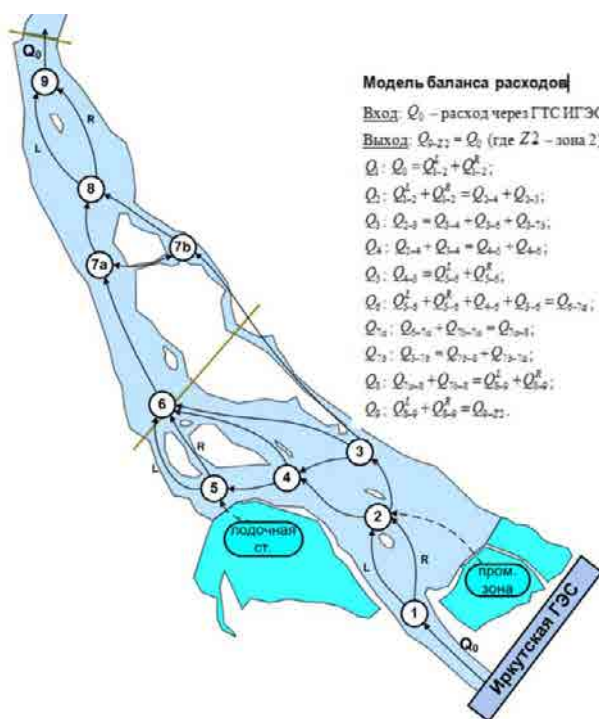 Q₀
9
L
R
8
7b
7a
6
R
L
5
4
3
2
L
R
1
Q₀
лодочная
ст.
пром.
зона
Иркутская ГЭС
Модель баланса расходов
Вход: Q₀ – расход через ГТС ИГЭС
Выход: Q₉₋Z₂ = Q₀ (где Z2 – зона 2)
Q₁ : Q₀ = Q^L₁₋₂ + Q^R₁₋₂;
Q₂ : Q^L₁₋₂ + Q^R₁₋₂ = Q₂₋₄ + Q₂₋₃;
Q₃ : Q₂₋₃ = Q₃₋₄ + Q₃₋₆ + Q₃₋₇b;
Q₄ : Q₂₋₄ + Q₃₋₄ = Q₄₋₅ + Q₄₋₆;
Q₅ : Q₄₋₅ = Q^L₅₋₆ + Q^R₅₋₆;
Q₆ : Q^L₅₋₆ + Q^R₅₋₆ + Q₄₋₆ + Q₃₋₆ = Q₆₋₇a;
Q₇a : Q₆₋₇a + Q₇b₋₇a = Q₇a₋₈;
Q₇b : Q₃₋₇b = Q₇b₋₈ + Q₇b₋₇a;
Q₈ : Q₇a₋₈ + Q₇b₋₈ = Q^L₈₋₉ + Q^R₈₋₉;
Q₉ : Q^L₈₋₉ + Q^R₈₋₉ = Q₉₋Z₂.